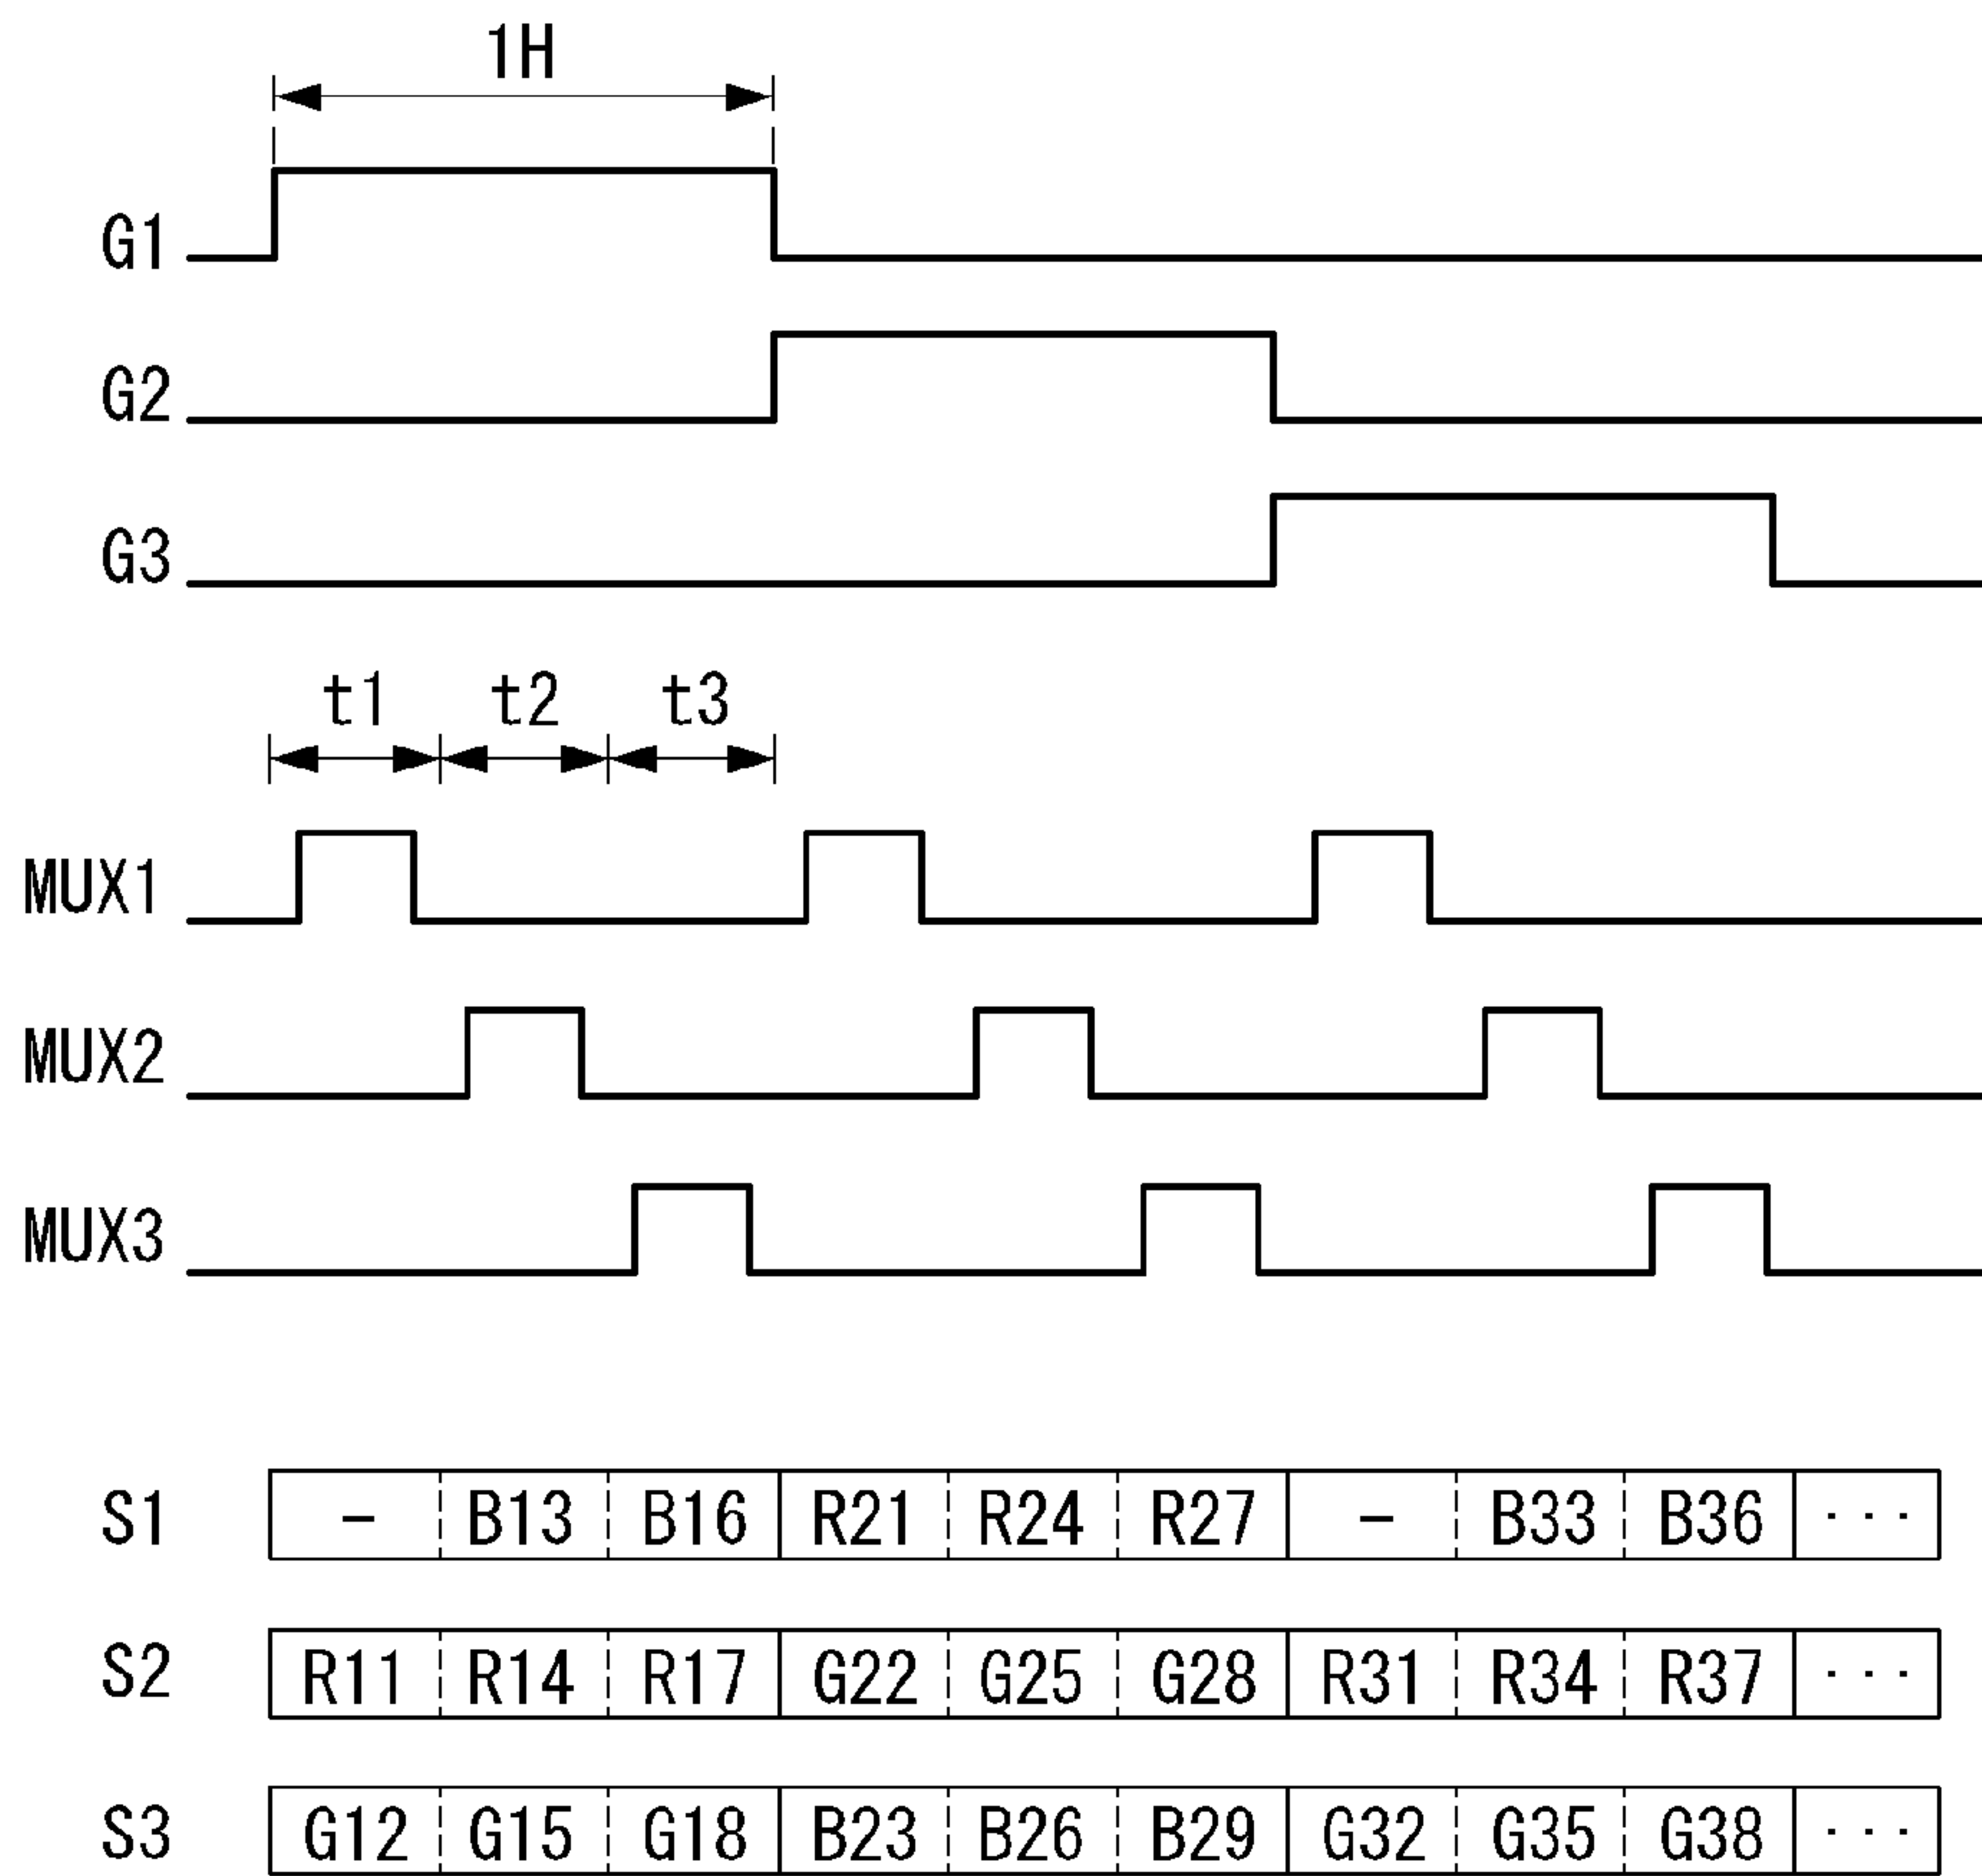 1H
G1
G2
G3
t1 t2 t3
MUX1
MUX2
MUX3
S1 - B13 B16 R21 R24 R27 - B33 B36 ...
S2 R11 R14 R17 G22 G25 G28 R31 R34 R37 ...
S3 G12 G15 G18 B23 B26 B29 G32 G35 G38 ...